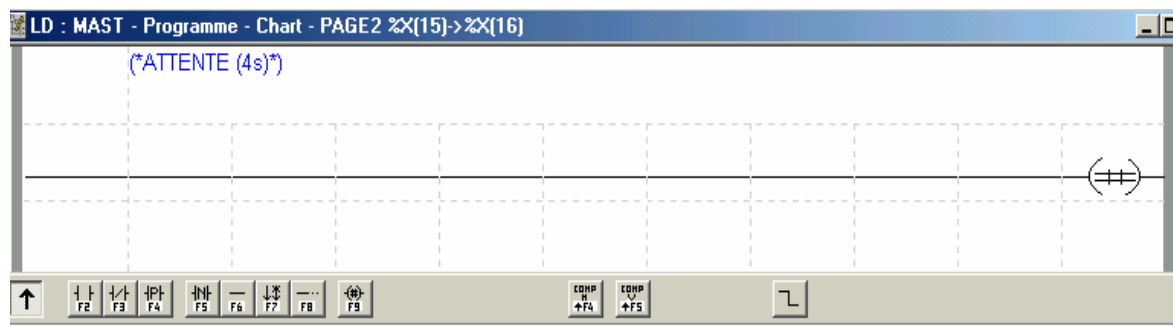 LD : MAST - Programme - Chart - PAGE2 %X(15)->%X(16)
(*ATTENTE (4s)*)
F2 F3 P F4 N F5 F6 F7 F8 # F9 COMP H F4 COMP V F5